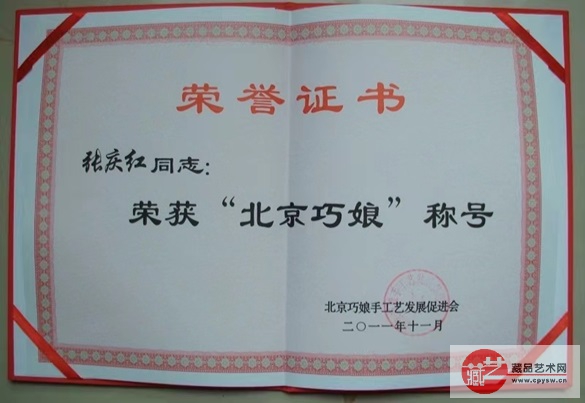 荣誉证书
张庆红同志：
荣获“北京巧娘”称号
北京巧娘手工艺发展促进会
二〇一一年十一月
藏艺
藏品艺术网
www.cpysw.cn